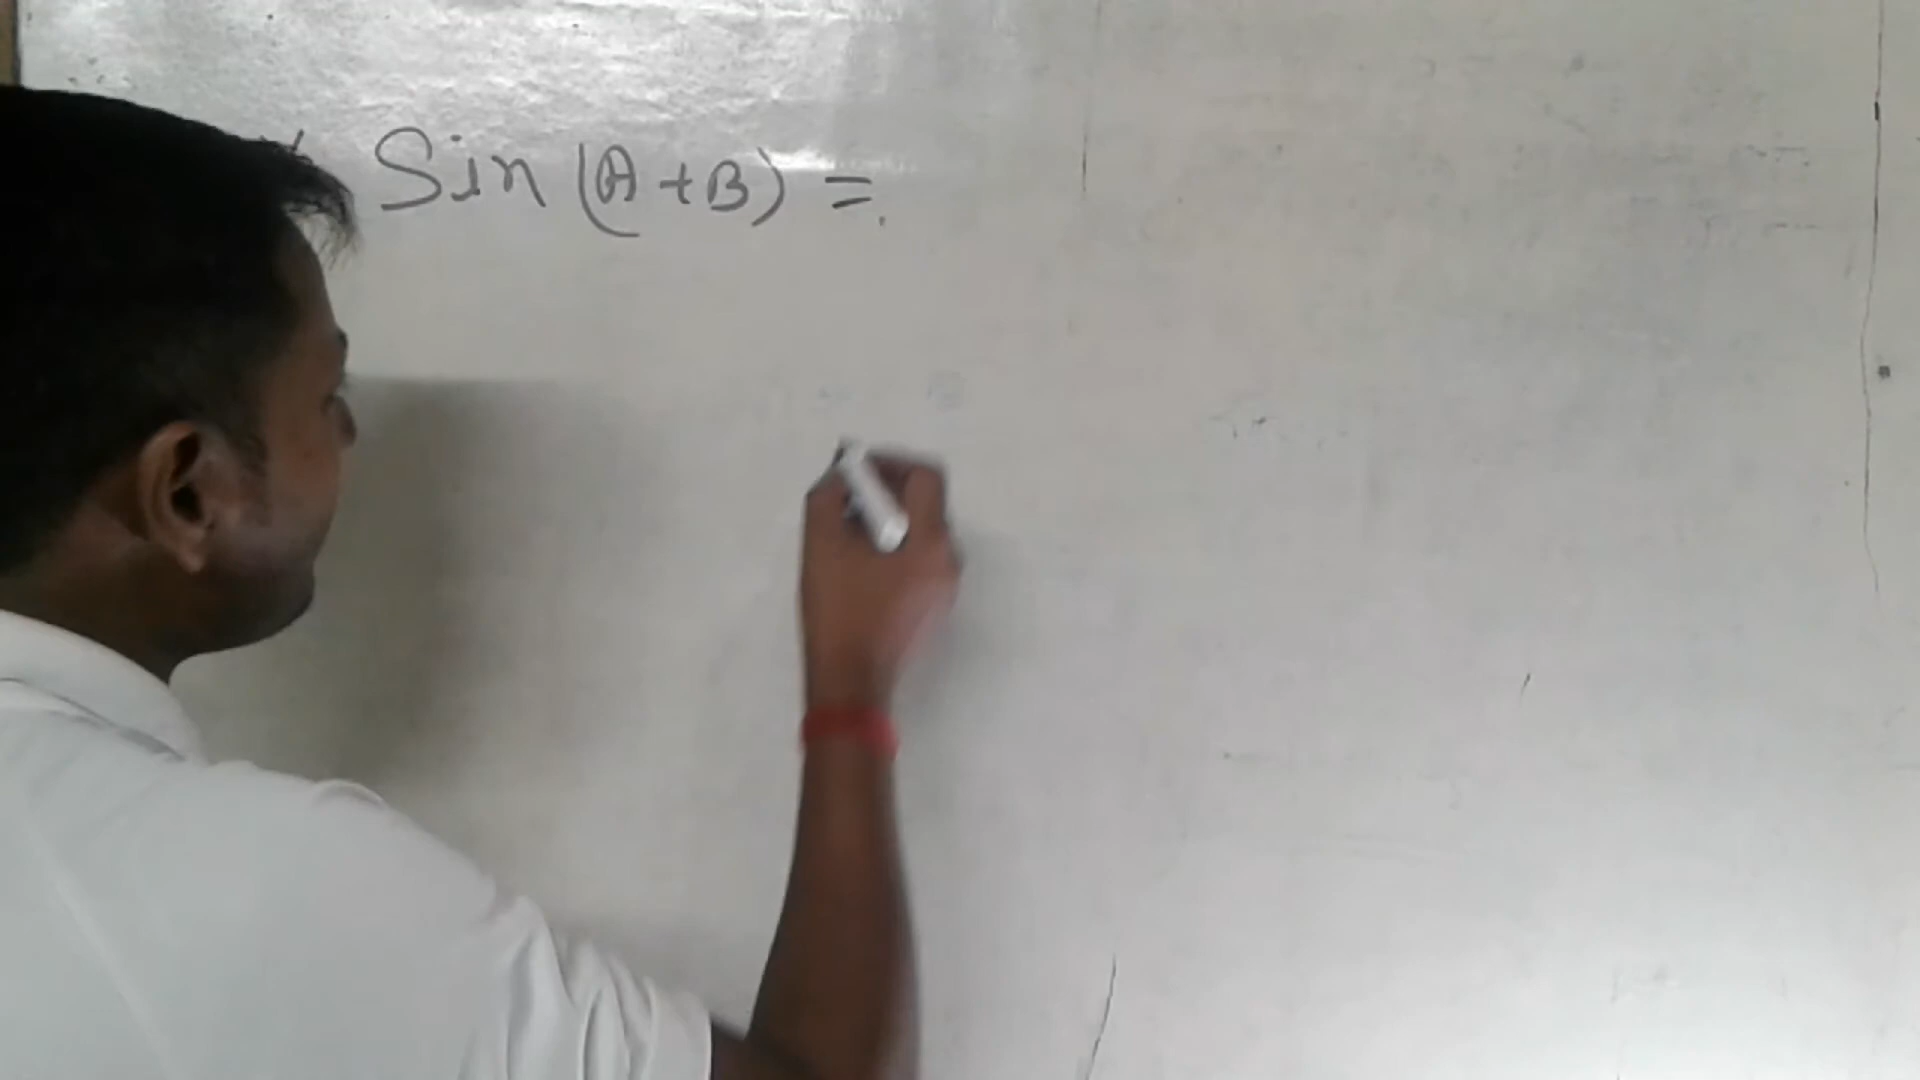 Sin (A+B) =